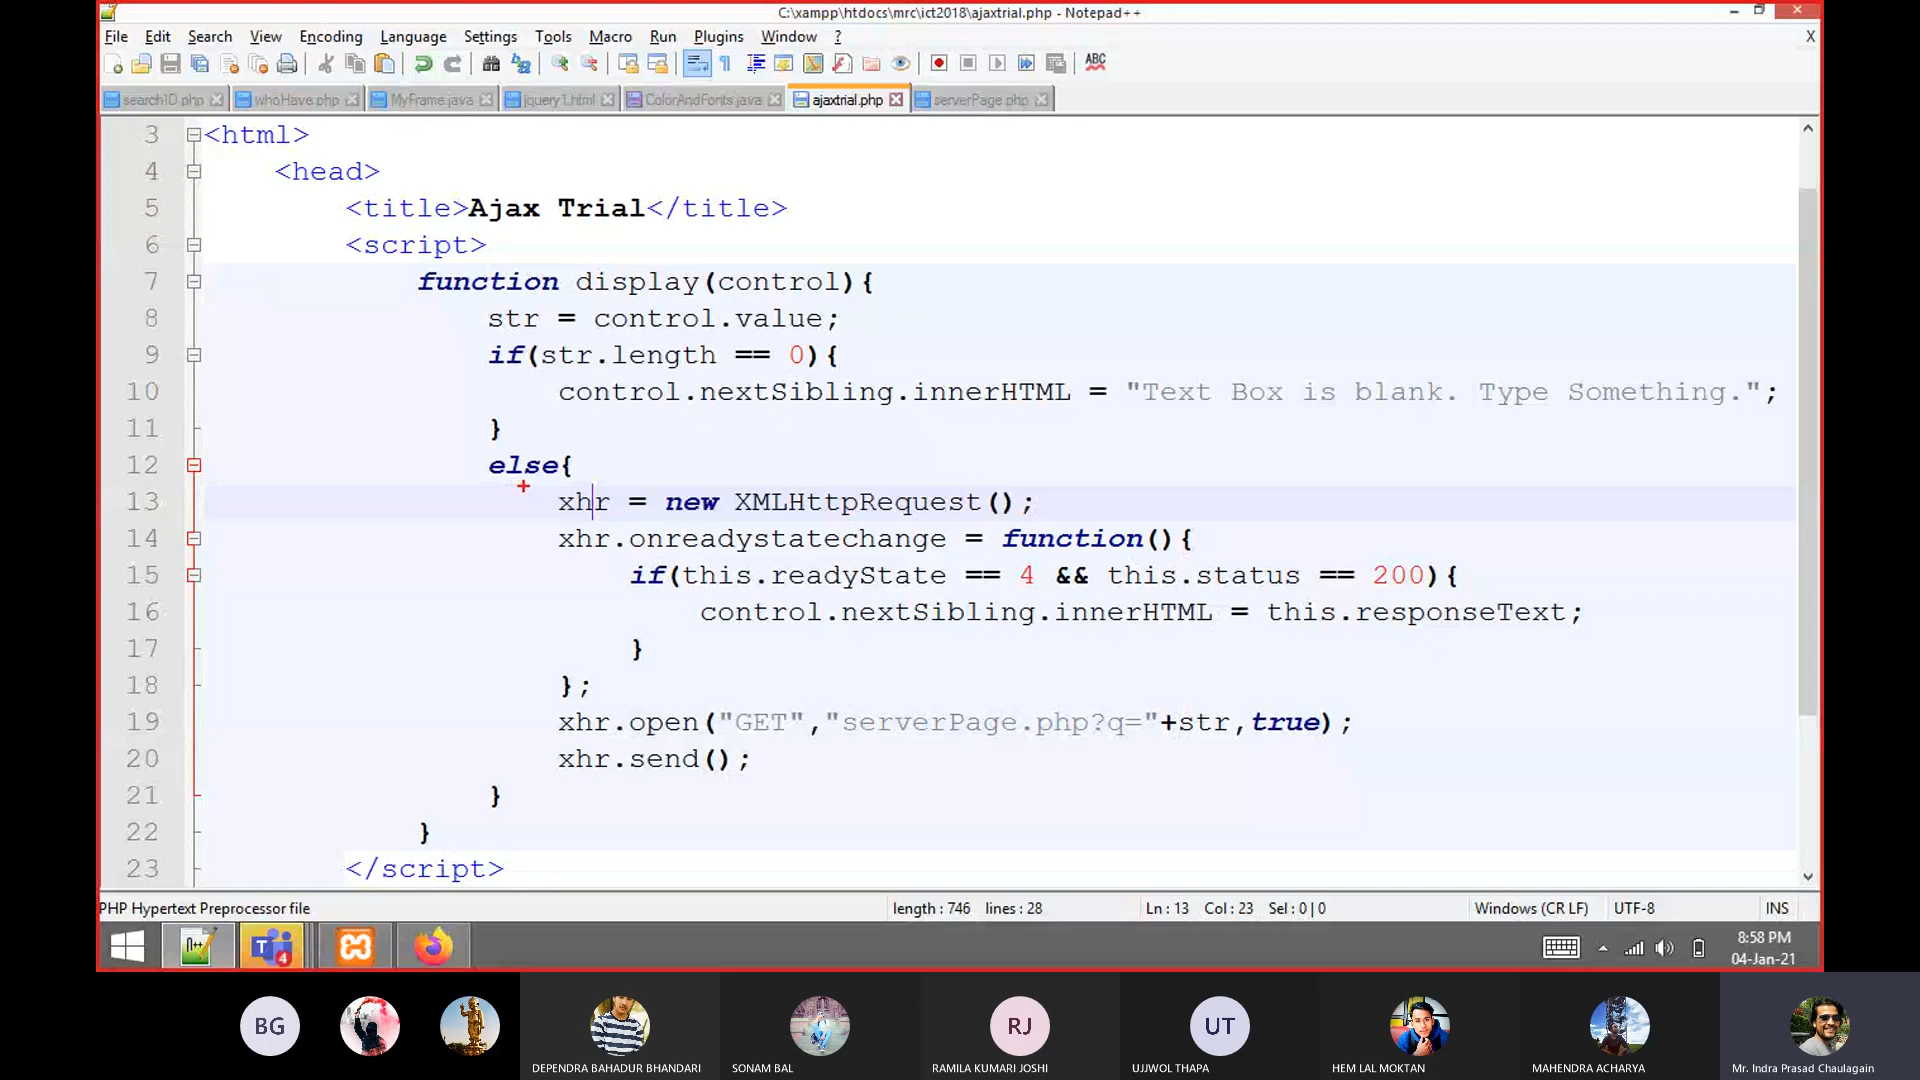 C:\xampp\htdocs\mrc\ict2018\ajaxtrial.php - Notepad++
File Edit Search View Encoding Language Settings Tools Macro Run Plugins Window ? X
ABC
search1D.php whoHave.php MyFrame.java jquery1.html ColorAndFonts.java ajaxtrial.php serverPage.php
3 <html>
4 <head>
5 <title>Ajax Trial</title>
6 <script>
7 function display(control){
8 str = control.value;
9 if(str.length == 0){
10 control.nextSibling.innerHTML = "Text Box is blank. Type Something.";
11 }
12 else{
13 xhr = new XMLHttpRequest();
14 xhr.onreadystatechange = function(){
15 if(this.readyState == 4 && this.status == 200){
16 control.nextSibling.innerHTML = this.responseText;
17 }
18 };
19 xhr.open("GET","serverPage.php?q="+str,true);
20 xhr.send();
21 }
22 }
23 </script>
PHP Hypertext Preprocessor file length : 746 lines : 28 Ln : 13 Col : 23 Sel : 0 | 0 Windows (CR LF) UTF-8 INS
N++ T 4 8:58 PM
04-Jan-21
BG RJ UT
DEPENDRA BAHADUR BHANDARI SONAM BAL RAMILA KUMARI JOSHI UJJWOL THAPA HEM LAL MOKTAN MAHENDRA ACHARYA Mr. Indra Prasad Chaulagain